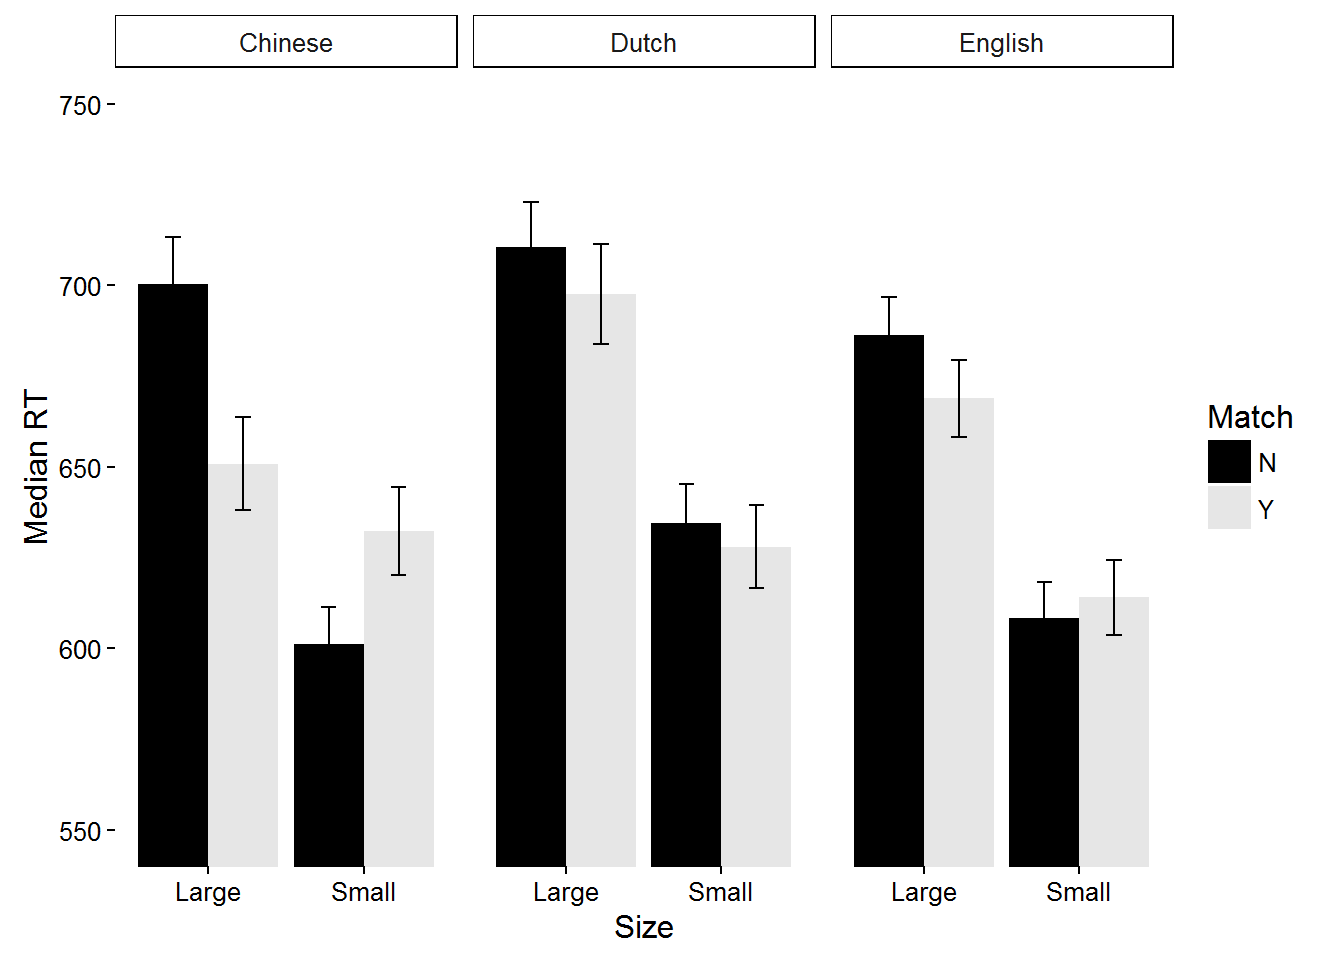 Chinese Dutch English
750
700
650
600
550
Median RT
Large Small Large Small Large Small
Size
Match
N
Y